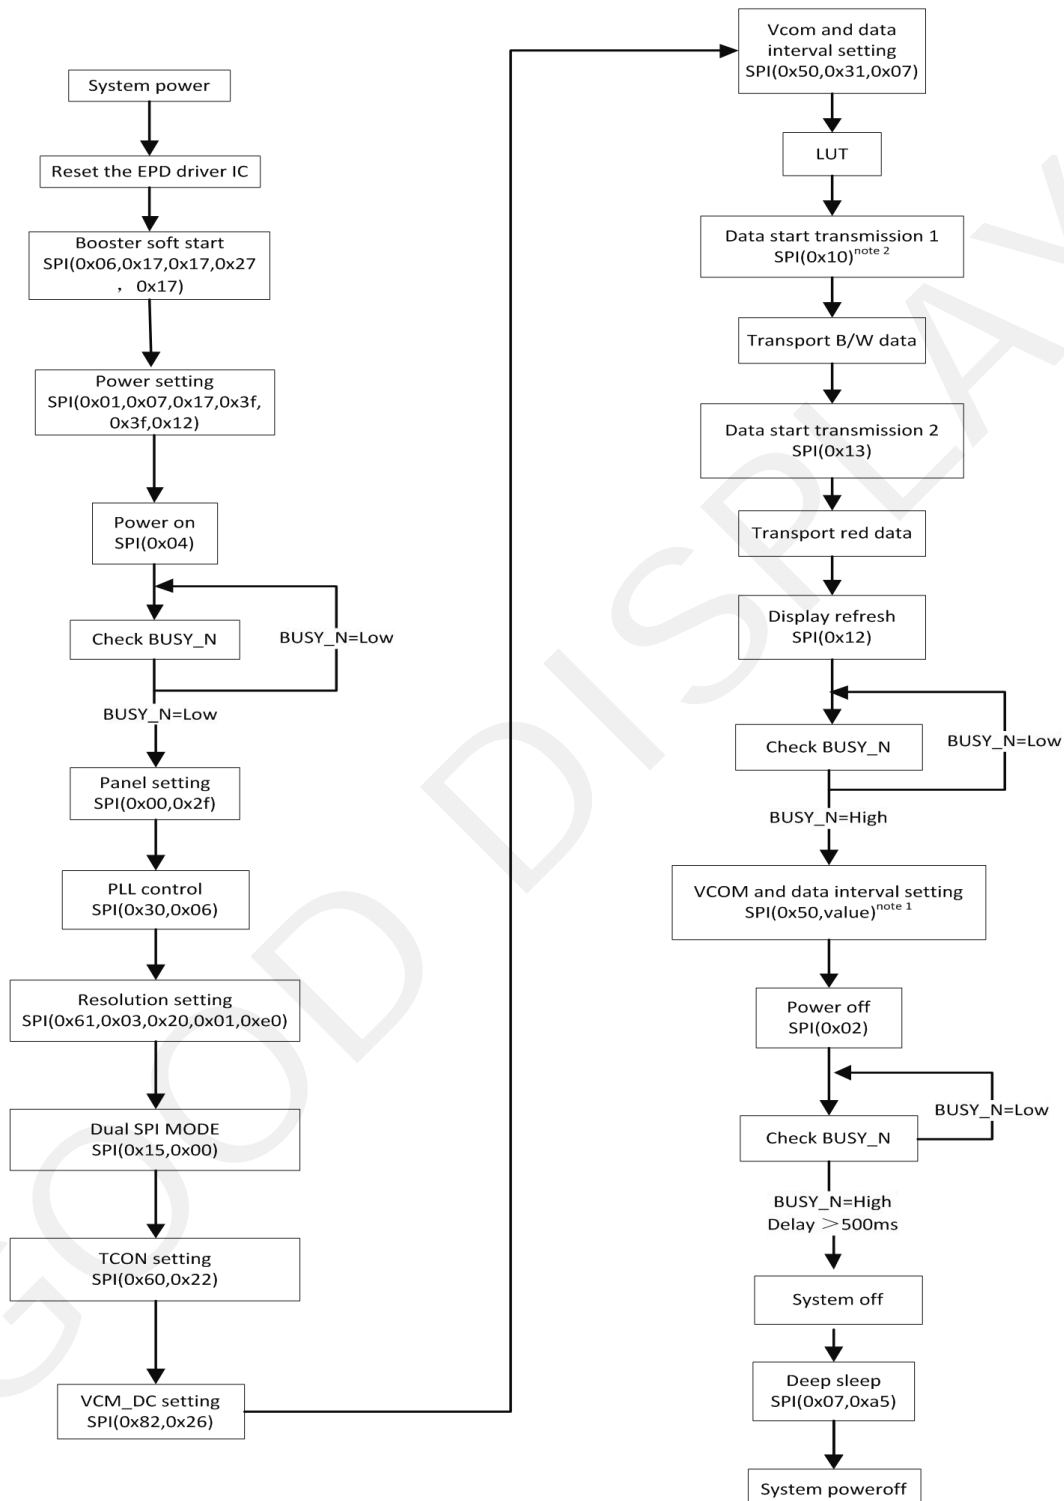 System power
Reset the EPD driver IC
Booster soft start
SPI(0x06,0x17,0x17,0x27
，0x17)
Power setting
SPI(0x01,0x07,0x17,0x3f,
0x3f,0x12)
Power on
SPI(0x04)
Check BUSY_N
BUSY_N=Low
BUSY_N=Low
Panel setting
SPI(0x00,0x2f)
PLL control
SPI(0x30,0x06)
Resolution setting
SPI(0x61,0x03,0x20,0x01,0xe0)
Dual SPI MODE
SPI(0x15,0x00)
TCON setting
SPI(0x60,0x22)
VCM_DC setting
SPI(0x82,0x26)
Vcom and data
interval setting
SPI(0x50,0x31,0x07)
LUT
Data start transmission 1
SPI(0x10)note 2
Transport B/W data
Data start transmission 2
SPI(0x13)
Transport red data
Display refresh
SPI(0x12)
Check BUSY_N
BUSY_N=Low
BUSY_N=High
VCOM and data interval setting
SPI(0x50,value)note 1
Power off
SPI(0x02)
Check BUSY_N
BUSY_N=Low
BUSY_N=High
Delay ＞500ms
System off
Deep sleep
SPI(0x07,0xa5)
System poweroff
GOOD DISPLAY